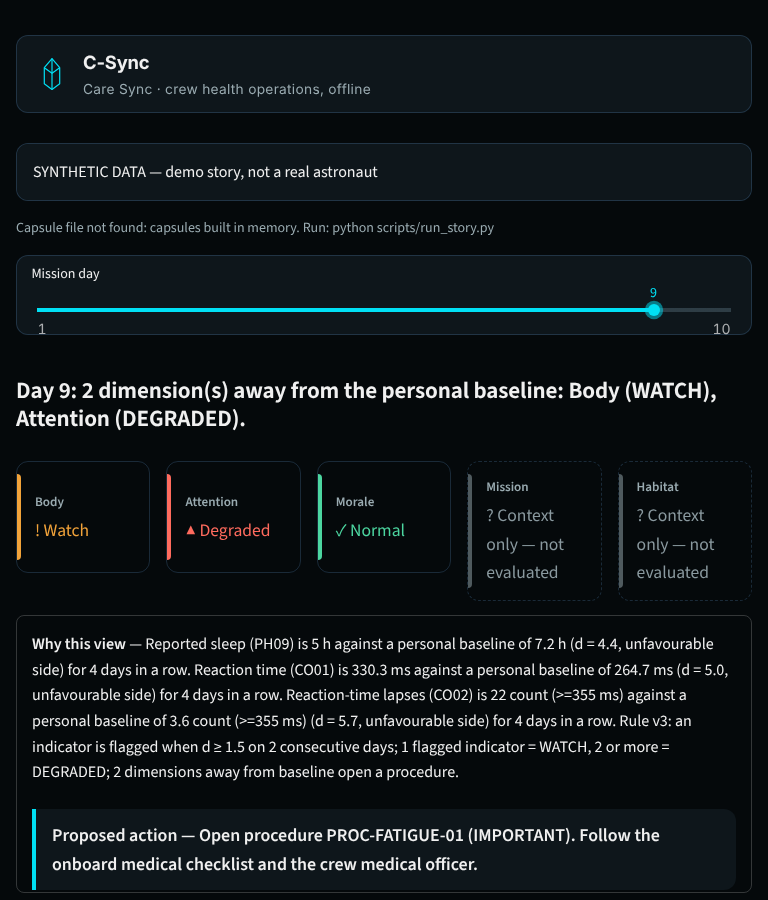 C-Sync
Care Sync · crew health operations, offline
SYNTHETIC DATA — demo story, not a real astronaut
Capsule file not found: capsules built in memory. Run: python scripts/run_story.py
Mission day
9
1
10
Day 9: 2 dimension(s) away from the personal baseline: Body (WATCH),
Attention (DEGRADED).
Body
! Watch
Attention
▲ Degraded
Morale
✓ Normal
Mission
? Context
only — not
evaluated
Habitat
? Context
only — not
evaluated
Why this view — Reported sleep (PH09) is 5 h against a personal baseline of 7.2 h (d = 4.4, unfavourable
side) for 4 days in a row. Reaction time (CO01) is 330.3 ms against a personal baseline of 264.7 ms (d = 5.0,
unfavourable side) for 4 days in a row. Reaction-time lapses (CO02) is 22 count (>=355 ms) against a
personal baseline of 3.6 count (>=355 ms) (d = 5.7, unfavourable side) for 4 days in a row. Rule v3: an
indicator is flagged when d ≥ 1.5 on 2 consecutive days; 1 flagged indicator = WATCH, 2 or more =
DEGRADED; 2 dimensions away from baseline open a procedure.
Proposed action — Open procedure PROC-FATIGUE-01 (IMPORTANT). Follow the
onboard medical checklist and the crew medical officer.